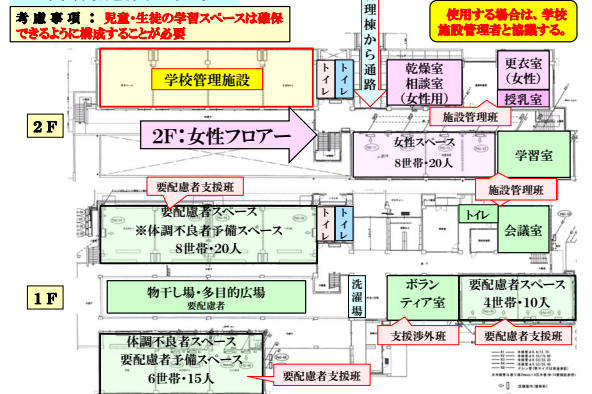 考慮事項：児童・生徒の学習スペースは確保
できるように構成することが必要
理棟から通路
使用する場合は、学校
施設管理者と協議する。
学校管理施設
トイレ
トイレ
乾燥室
相談室
(女性用)
更衣室
(女性)
授乳室
施設管理班
2F
2F：女性フロアー
女性スペース
8世帯・20人
学習室
施設管理班
要配慮者支援班
要配慮者スペース
※体調不良者予備スペース
8世帯・20人
トイレ
トイレ
トイレ
会議室
1F
物干し場・多目的広場
要配慮者
洗濯場
ボラン
ティア室
要配慮者スペース
4世帯・10人
支援渉外班
要配慮者支援班
体調不良者スペース
要配慮者予備スペース
6世帯・15人
要配慮者支援班